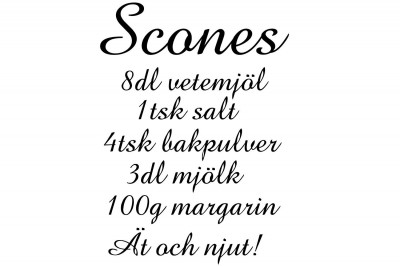 Scones
8dl vetemjöl
1tsk salt
4tsk bakpulver
3dl mjölk
100g margarin
Ät och njut!